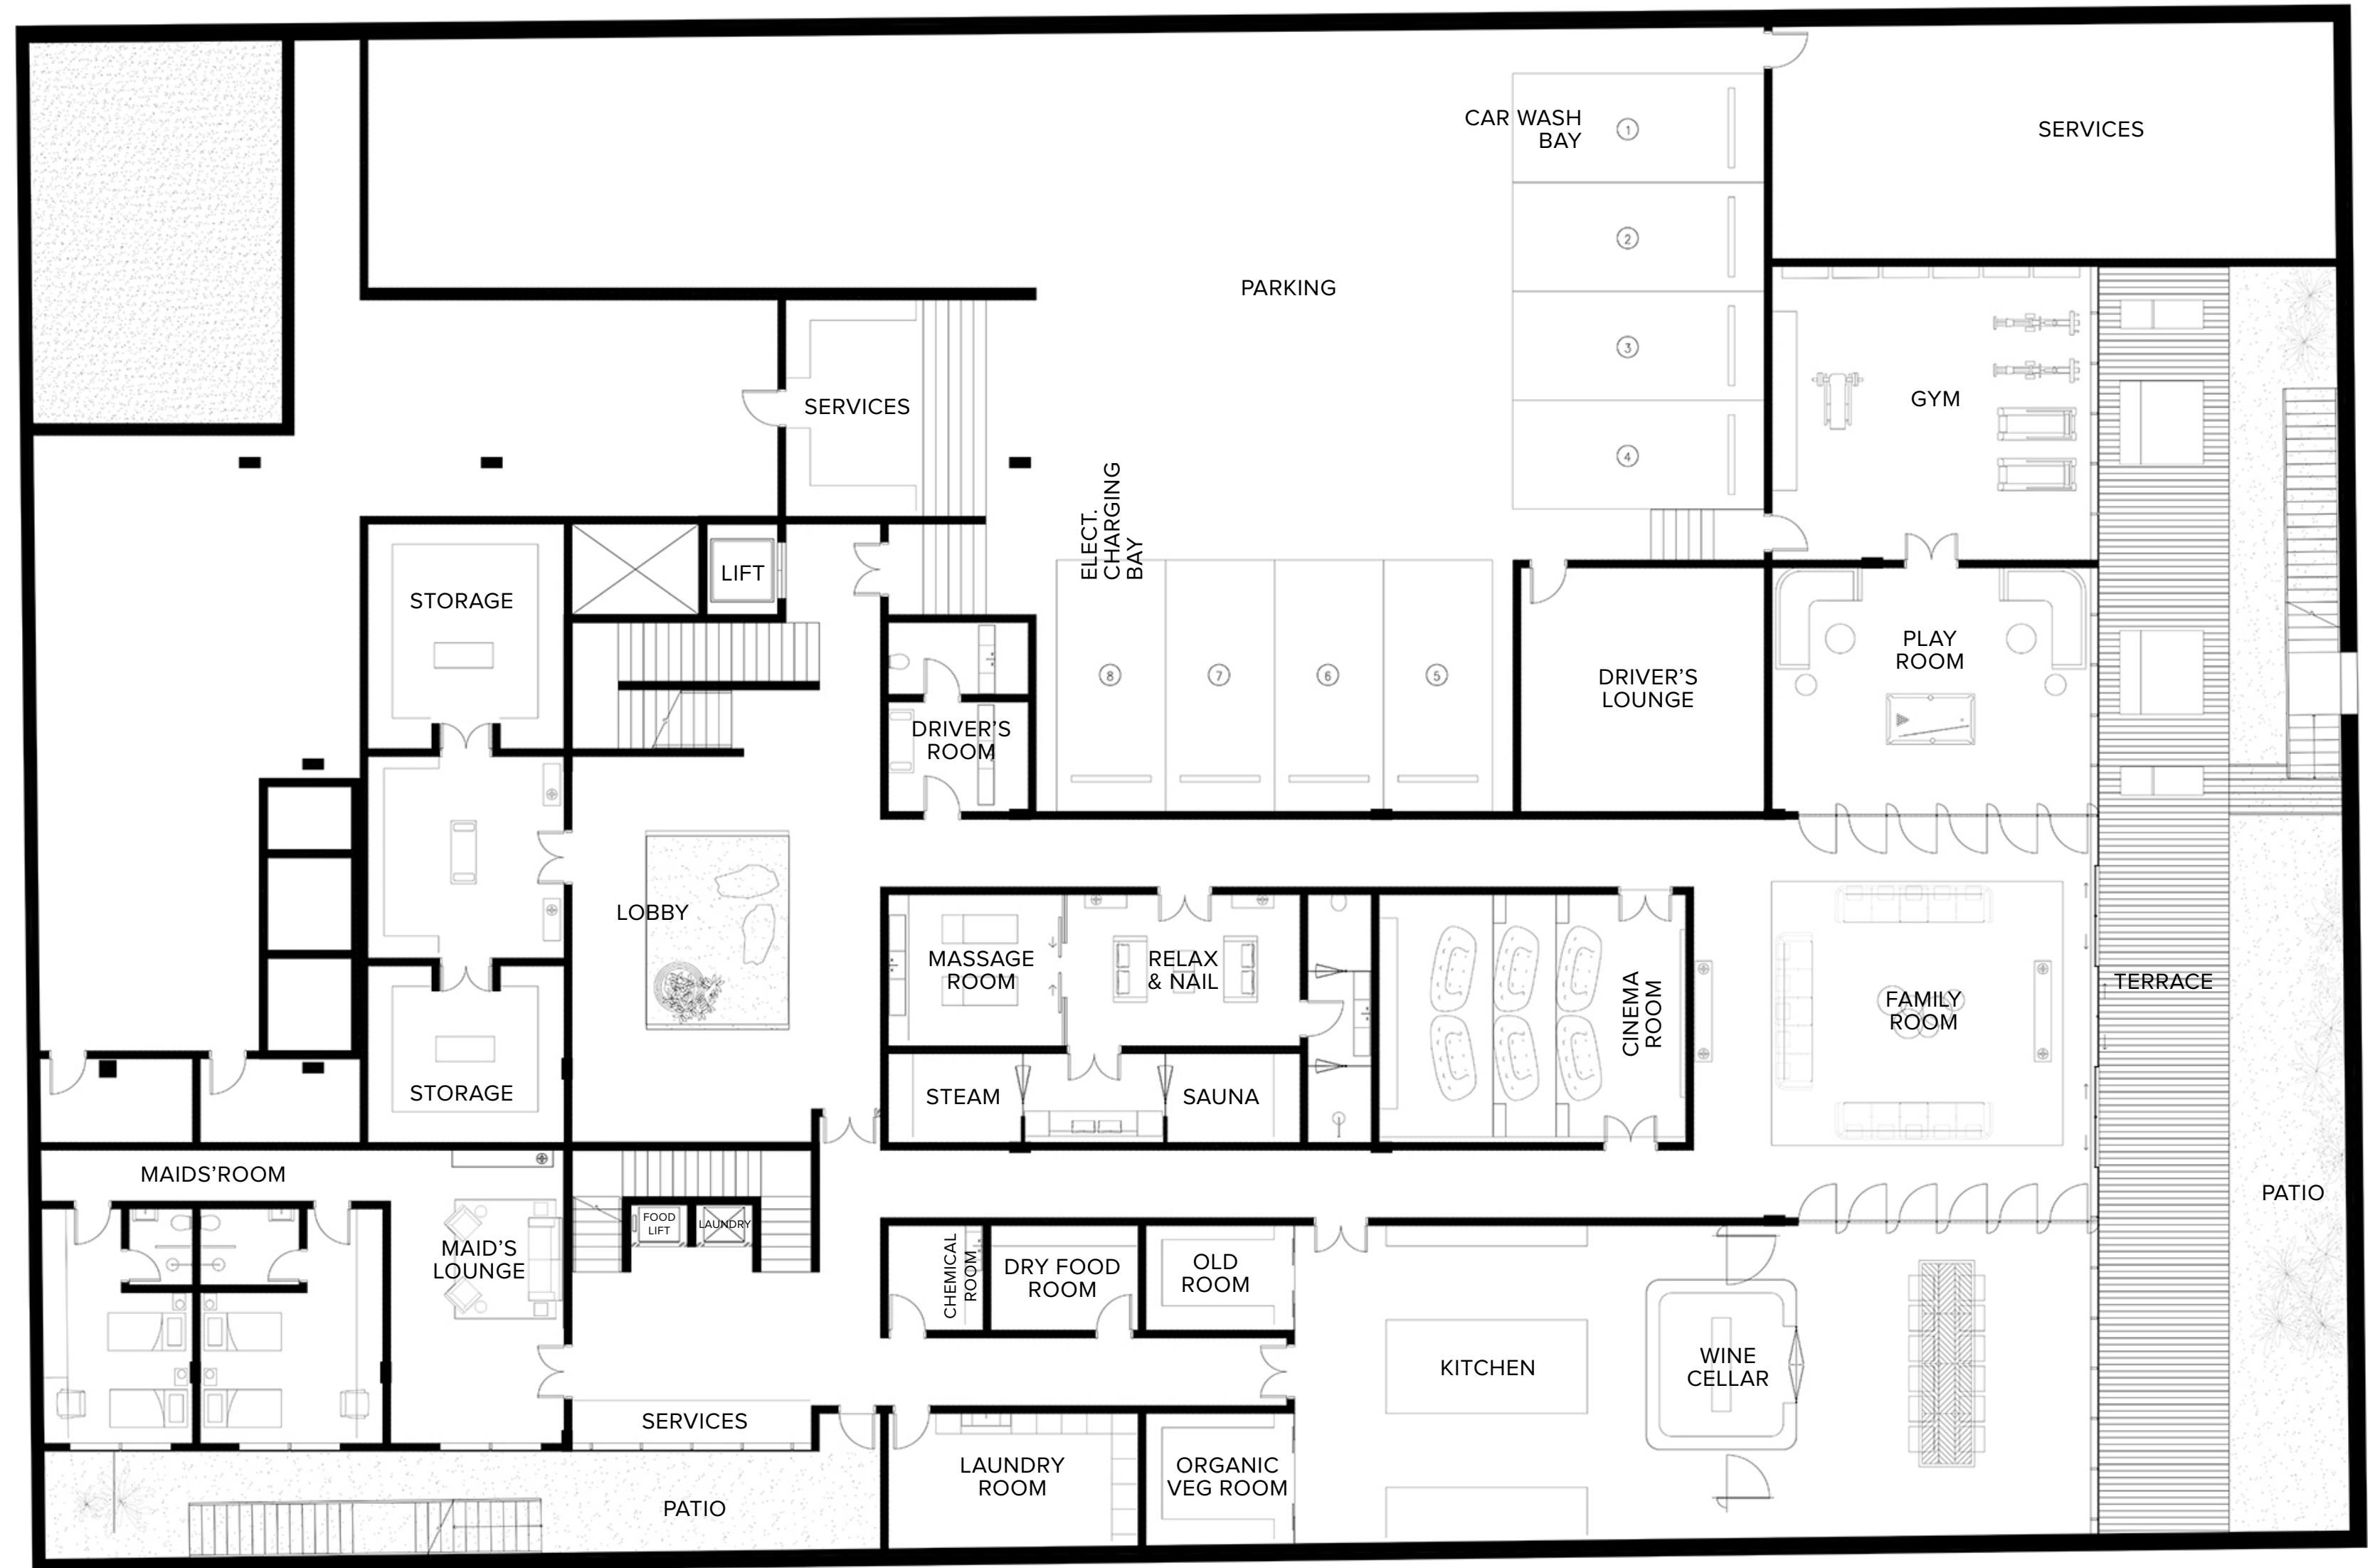 CAR WASH
BAY
1
SERVICES
2
PARKING
3
SERVICES
GYM
4
ELECT.
CHARGING
BAY
LIFT
STORAGE
PLAY
ROOM
8
7
6
5
DRIVER'S
LOUNGE
DRIVER'S
ROOM
LOBBY
MASSAGE
ROOM
RELAX
& NAIL
CINEMA
ROOM
FAMILY
ROOM
TERRACE
STORAGE
STEAM
SAUNA
MAIDS'ROOM
PATIO
FOOD
LIFT
LAUNDRY
MAID'S
LOUNGE
CHEMICAL
ROOM
DRY FOOD
ROOM
OLD
ROOM
KITCHEN
WINE
CELLAR
SERVICES
LAUNDRY
ROOM
ORGANIC
VEG ROOM
PATIO